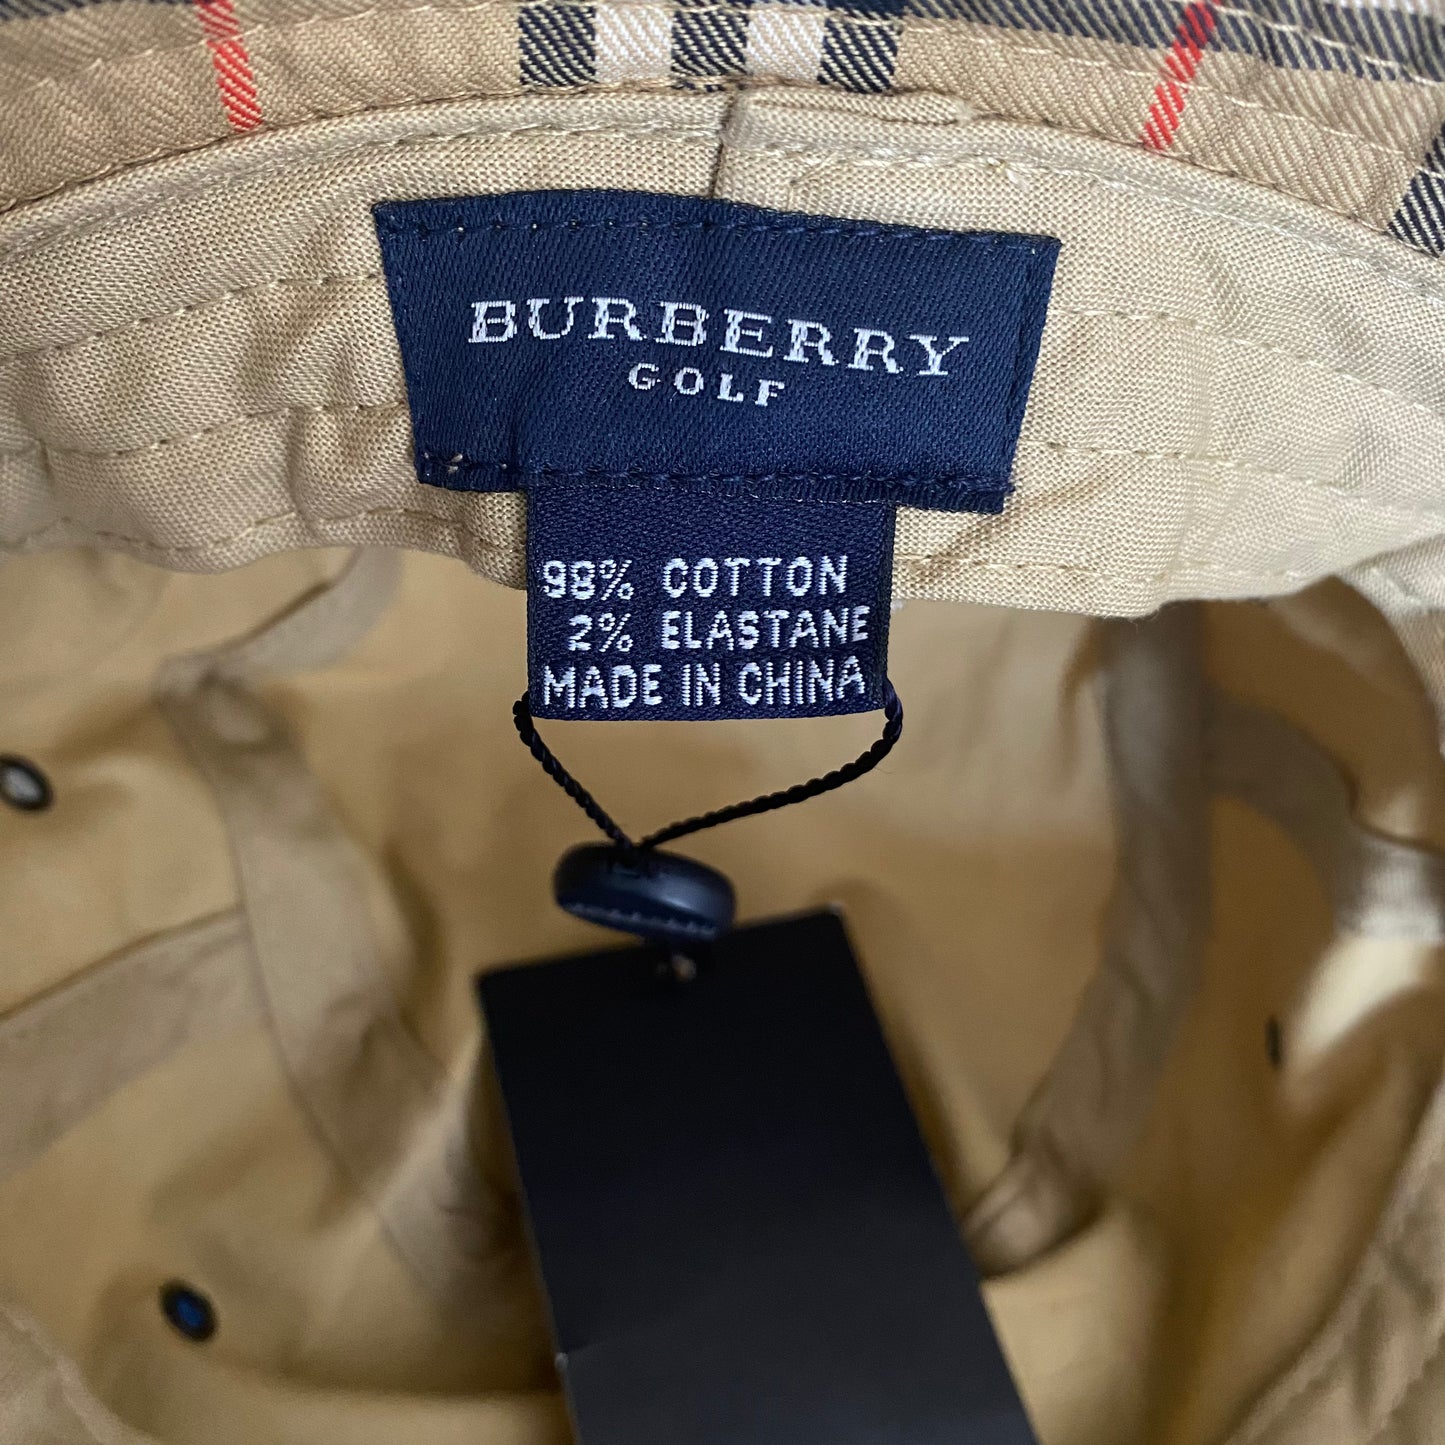 BURBERRY
GOLF
98% COTTON
2% ELASTANE
MADE IN CHINA